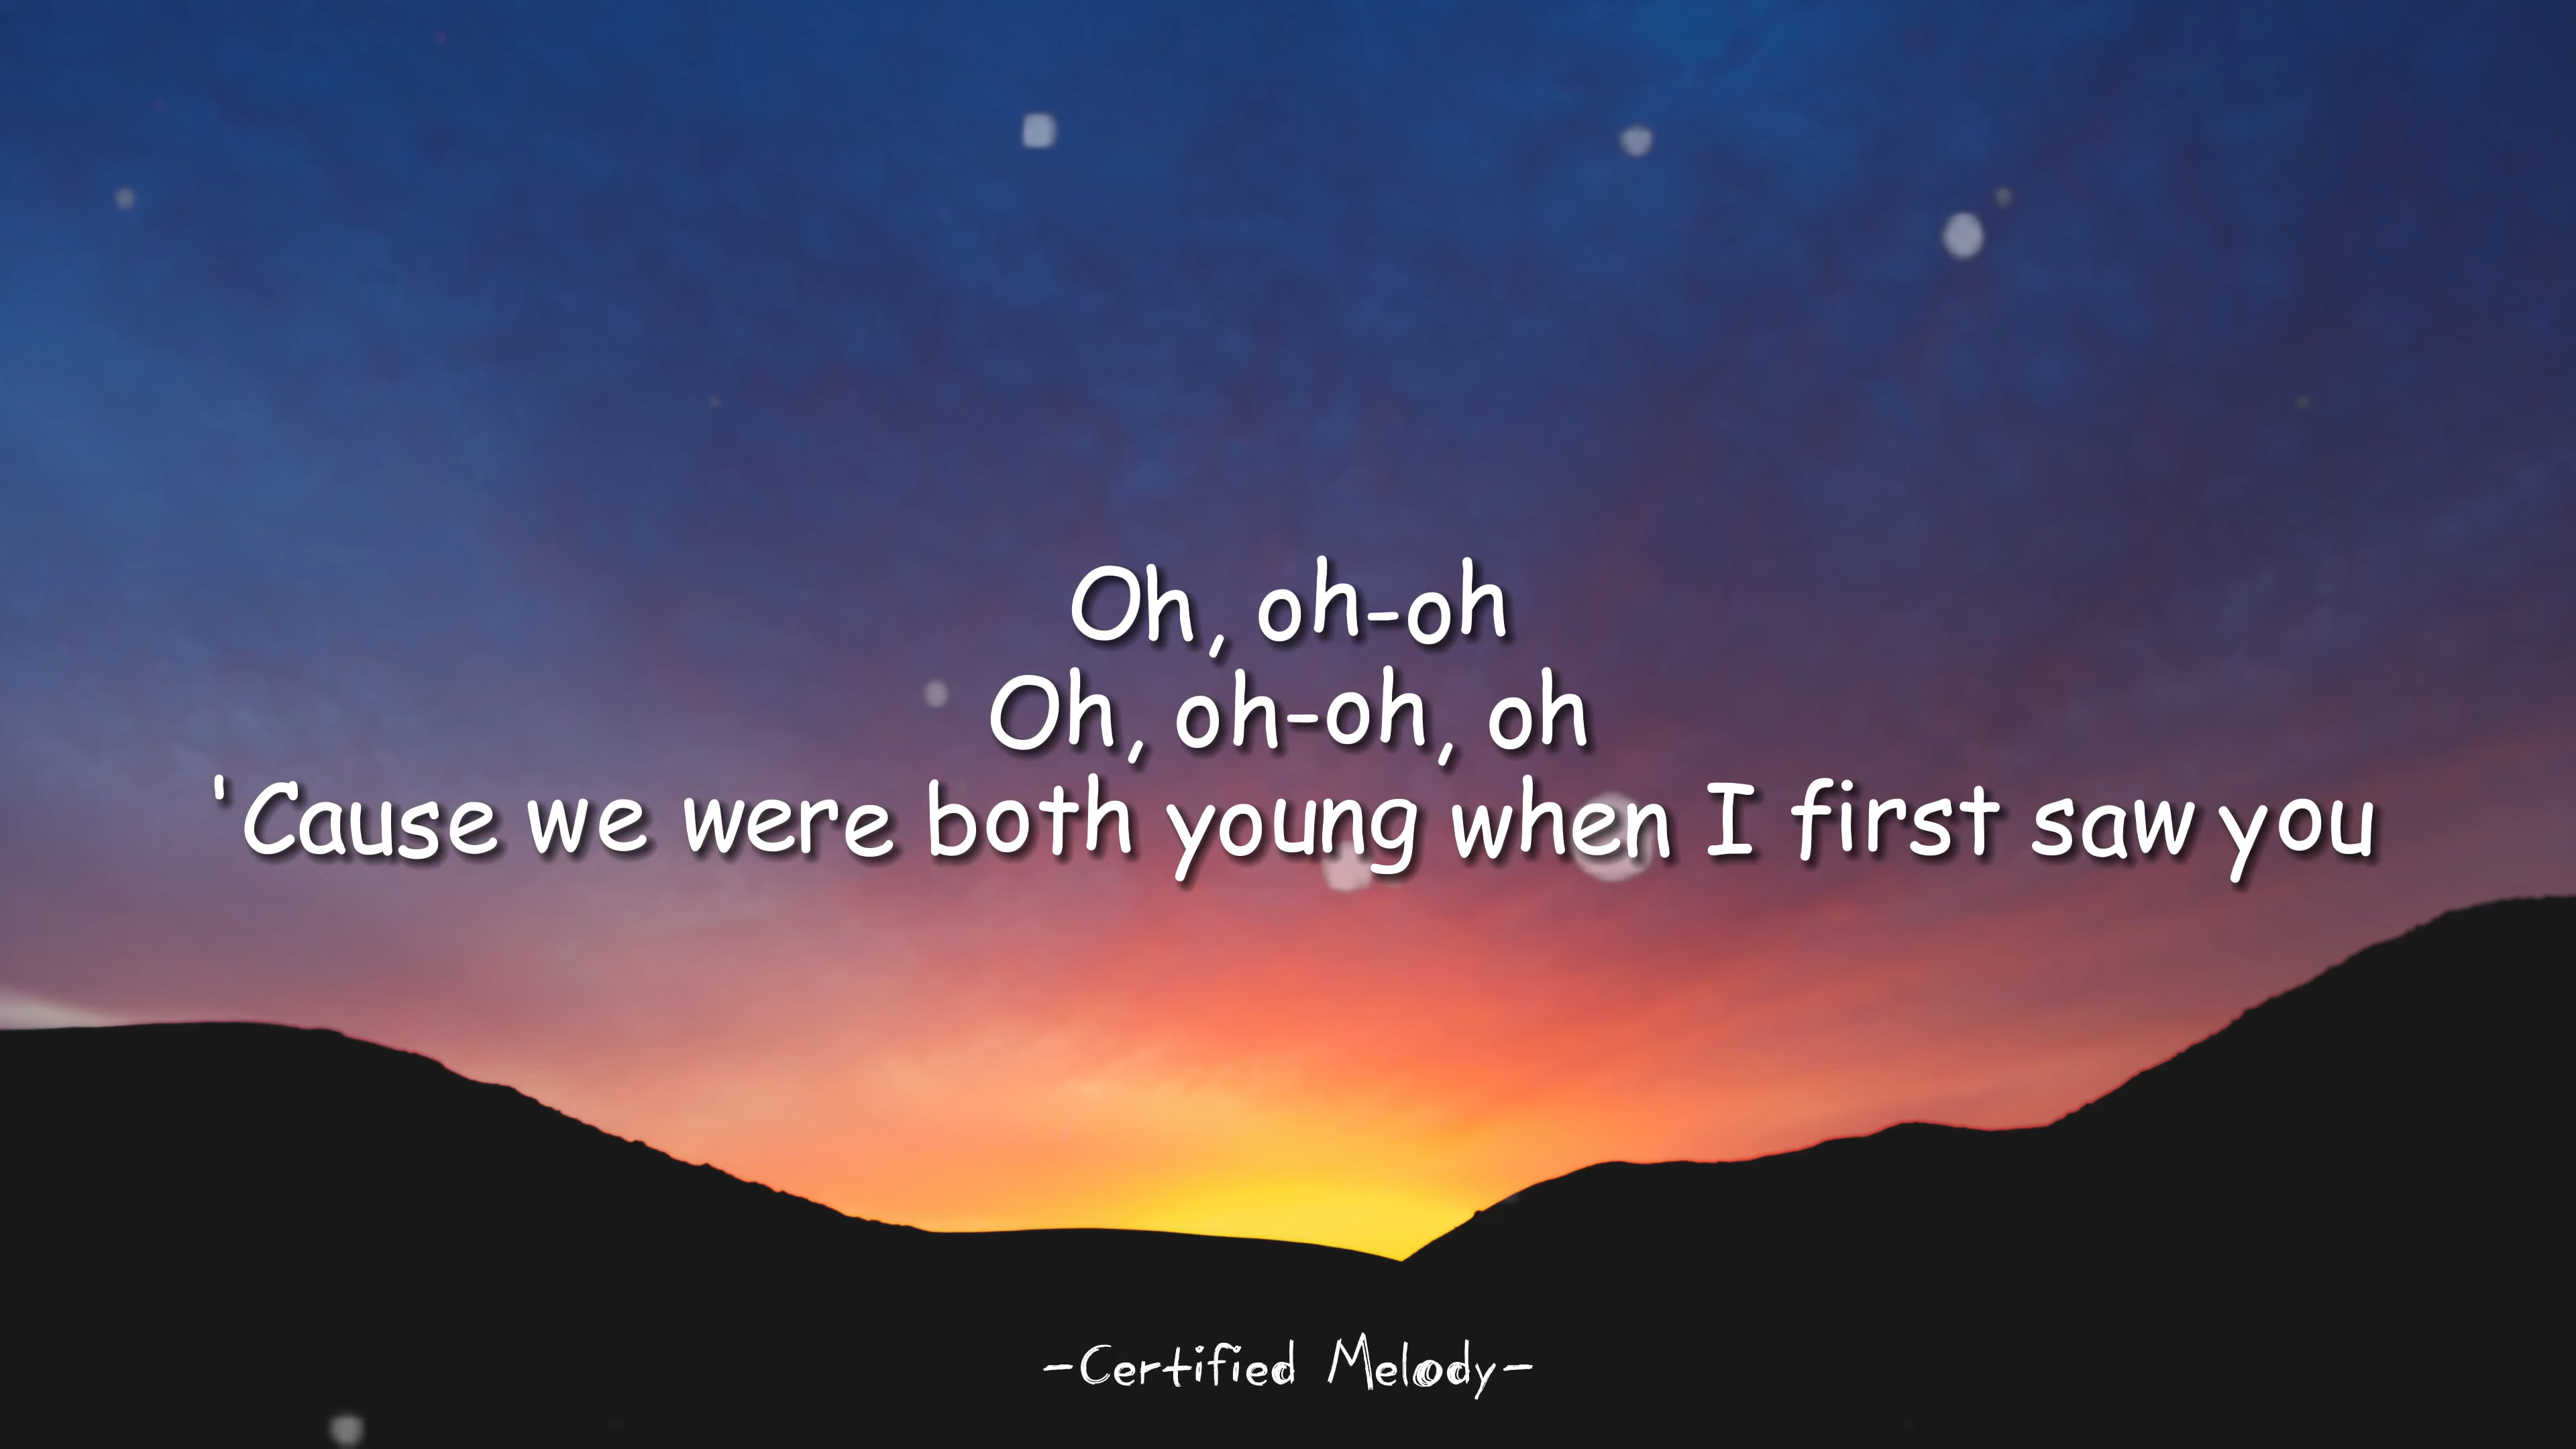 Oh, oh-oh
Oh, oh-oh, oh
'Cause we were both young when I first saw you
-Certified Melody-